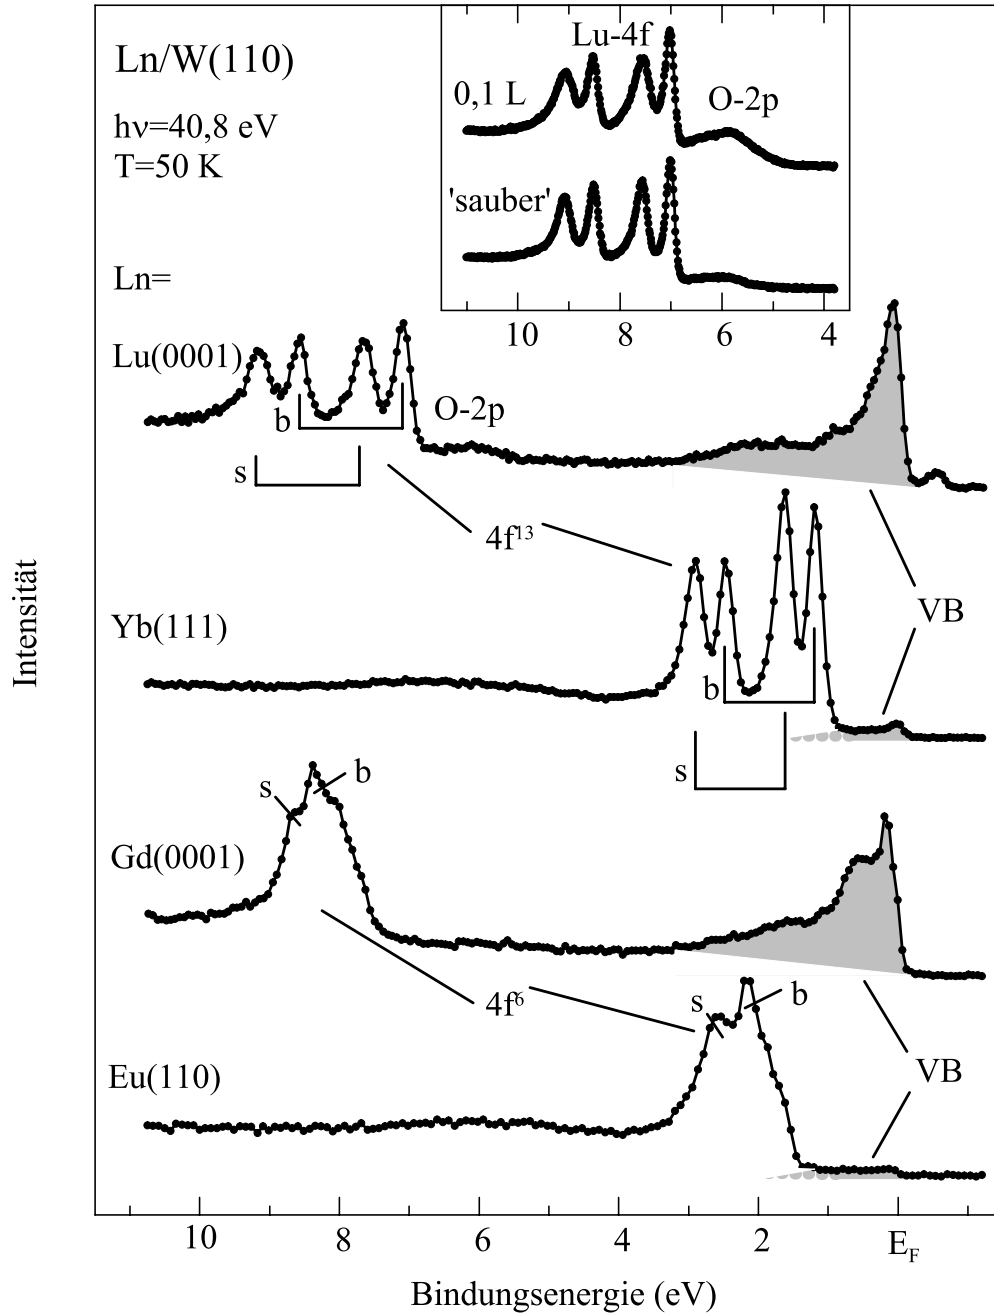 Ln/W(110)
hν=40,8 eV
T=50 K
Ln=
Lu-4f
0,1 L
O-2p
'sauber'
10 8 6 4
Lu(0001)
b
O-2p
s
4f¹³
VB
Yb(111)
b
s
s b
Gd(0001)
4f⁶
s b
Eu(110)
VB
10 8 6 4 2 E_F
Bindungsenergie (eV)
Intensität